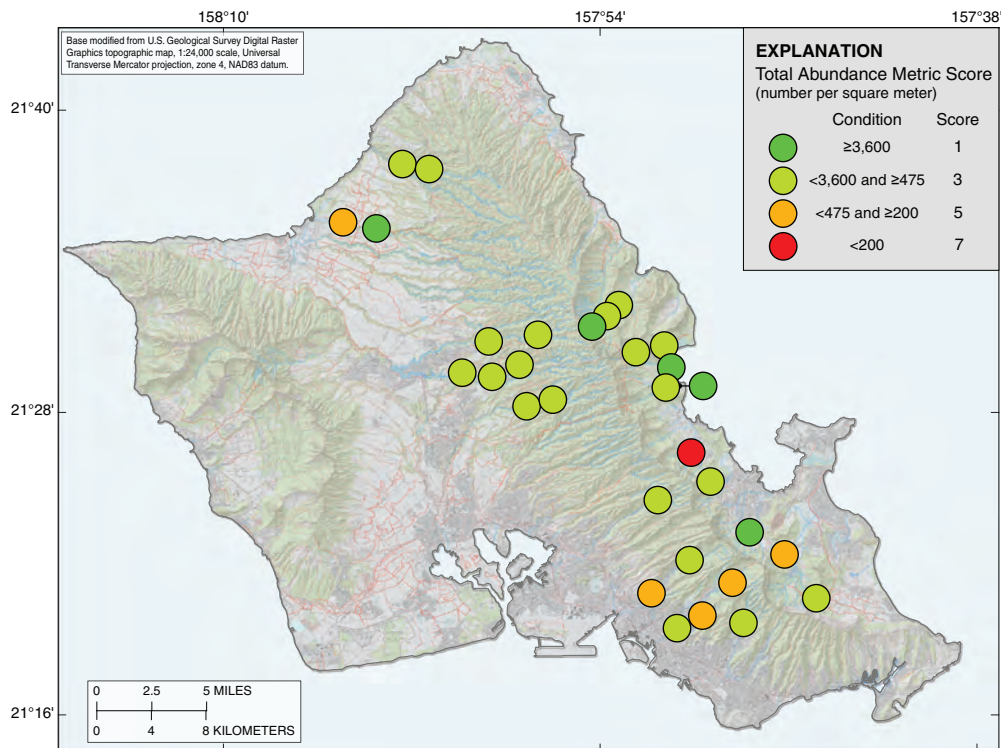 158°10' 157°54' 157°38'
Base modified from U.S. Geological Survey Digital Raster
Graphics topographic map, 1:24,000 scale, Universal
Transverse Mercator projection, zone 4, NAD83 datum.
EXPLANATION
Total Abundance Metric Score
(number per square meter)
Condition Score
≥3,600 1
<3,600 and ≥475 3
<475 and ≥200 5
<200 7
21°40'
21°28'
21°16'
0 2.5 5 MILES
0 4 8 KILOMETERS